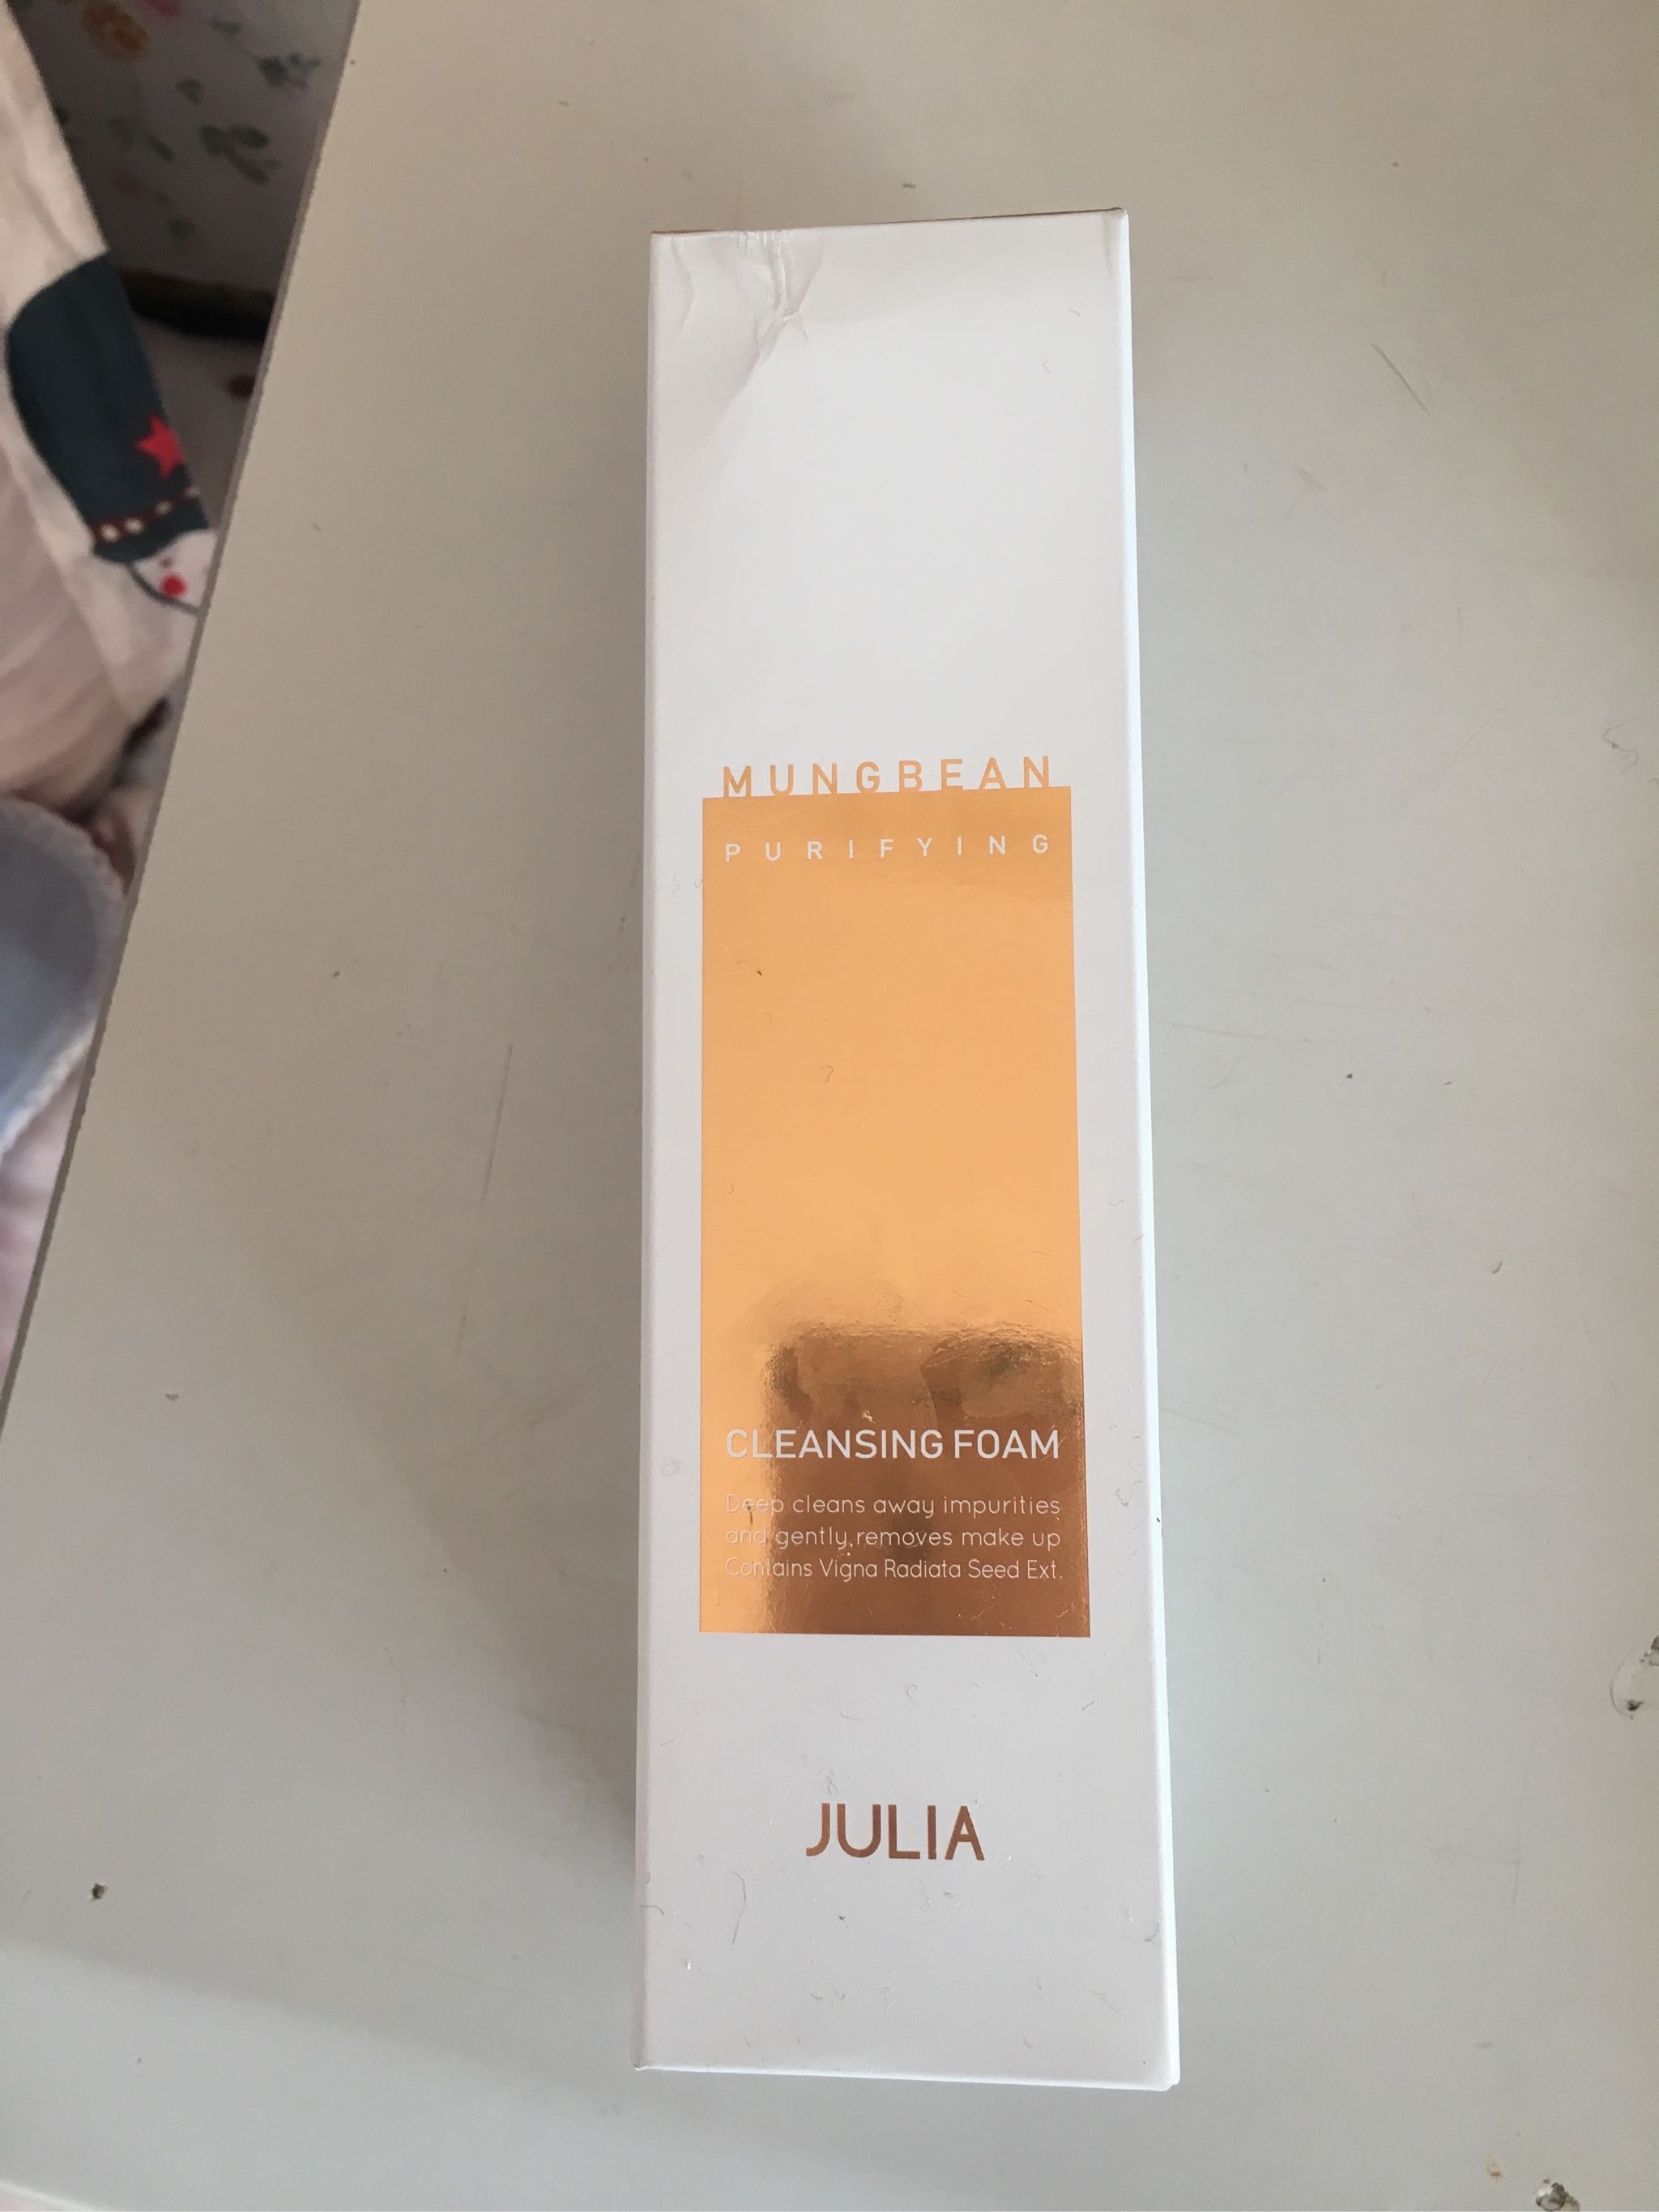 MUNGBEAN
PURIFYING
CLEANSING FOAM
Deep cleans away impurities
and gently removes make up
Contains Vigna Radiata Seed Ext.
JULIA